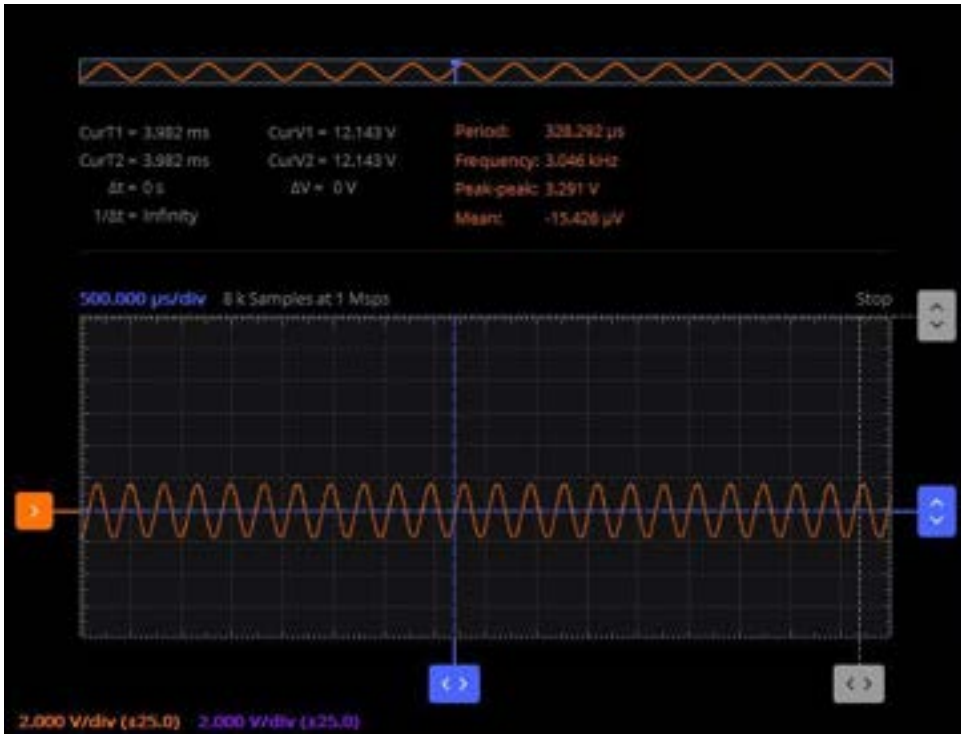 CurT1 = 3.982 ms CurV1 = 12.143 V Period: 328.292 µs
CurT2 = 3.982 ms CurV2 = 12.143 V Frequency: 3.046 kHz
Δt = 0 s ΔV = 0 V Peak-peak: 3.291 V
1/Δt = Infinity Mean: -15.426 µV
500.000 µs/div 8 k Samples at 1 Msps Stop
2.000 V/div (±25.0) 2.000 V/div (±25.0)